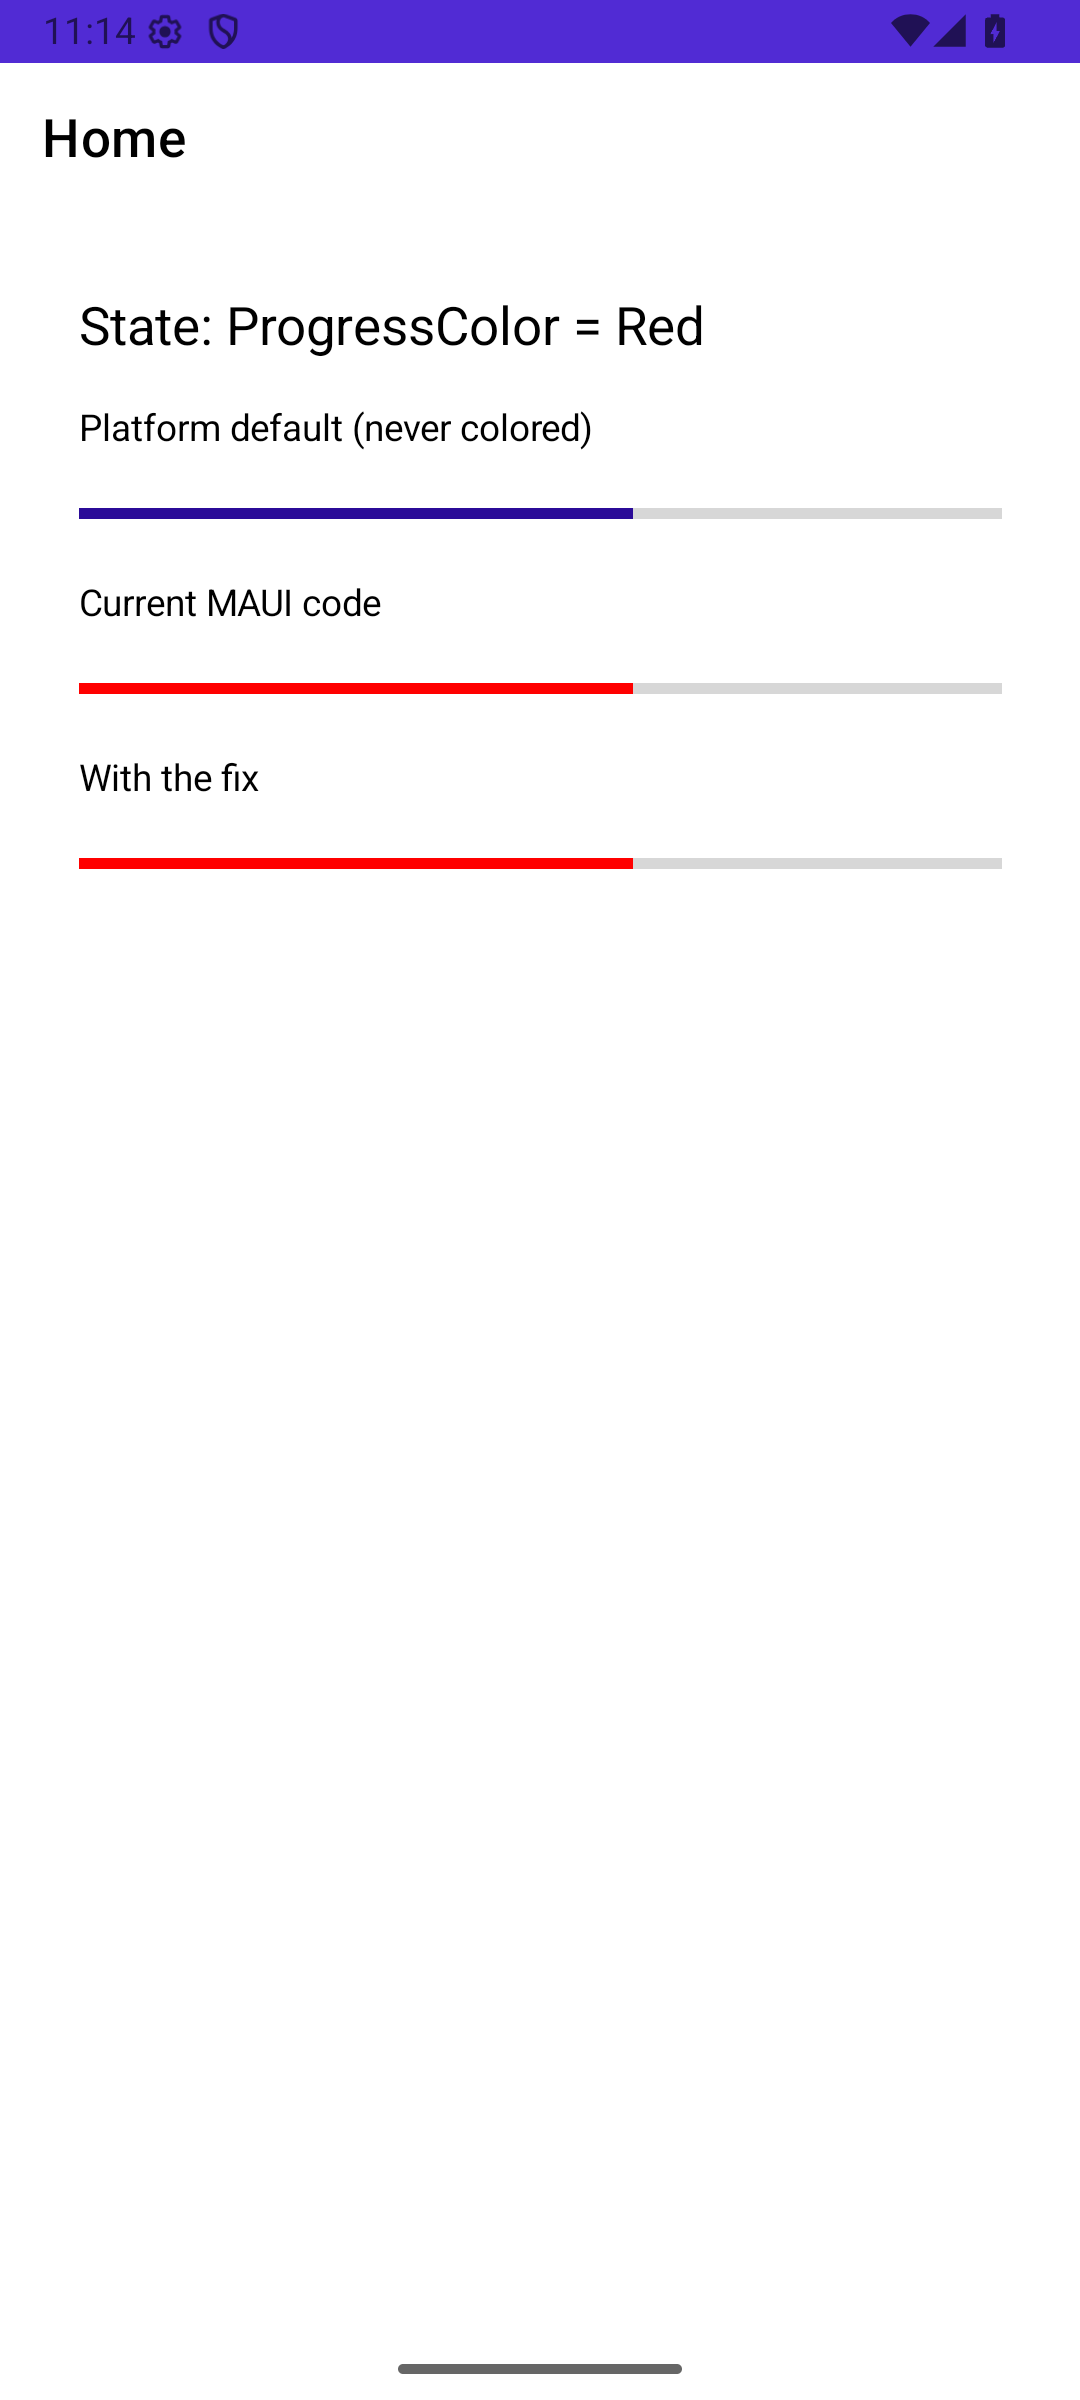 11:14
Home
State: ProgressColor = Red
Platform default (never colored)
Current MAUI code
With the fix